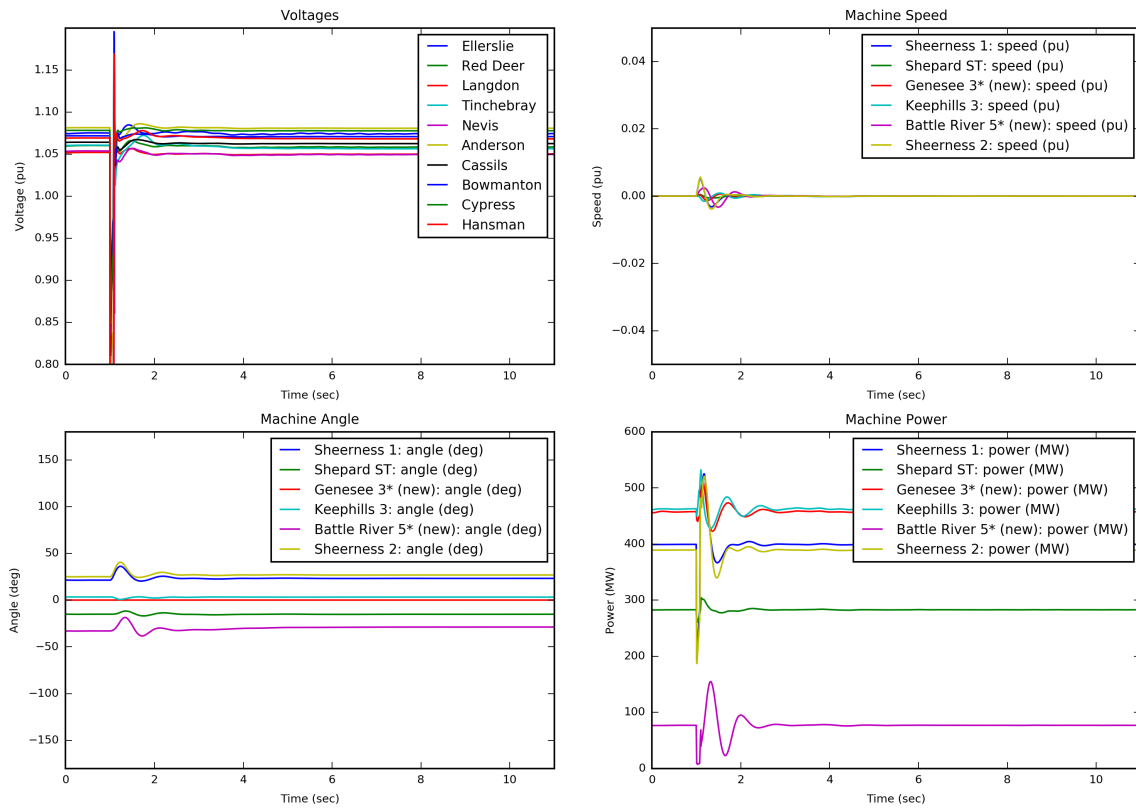 Voltages
1.15
1.10
1.05
1.00
0.95
0.90
0.85
0.80
Voltage (pu)
0
2
4
6
8
10
Time (sec)
Ellerslie
Red Deer
Langdon
Tinchebray
Nevis
Anderson
Cassils
Bowmanton
Cypress
Hansman
Machine Speed
0.04
0.02
0.00
−0.02
−0.04
Speed (pu)
0
2
4
6
8
10
Time (sec)
Sheerness 1: speed (pu)
Shepard ST: speed (pu)
Genesee 3* (new): speed (pu)
Keephills 3: speed (pu)
Battle River 5* (new): speed (pu)
Sheerness 2: speed (pu)
Machine Angle
150
100
50
0
−50
−100
−150
Angle (deg)
0
2
4
6
8
10
Time (sec)
Sheerness 1: angle (deg)
Shepard ST: angle (deg)
Genesee 3* (new): angle (deg)
Keephills 3: angle (deg)
Battle River 5* (new): angle (deg)
Sheerness 2: angle (deg)
Machine Power
600
500
400
300
200
100
0
Power (MW)
0
2
4
6
8
10
Time (sec)
Sheerness 1: power (MW)
Shepard ST: power (MW)
Genesee 3* (new): power (MW)
Keephills 3: power (MW)
Battle River 5* (new): power (MW)
Sheerness 2: power (MW)